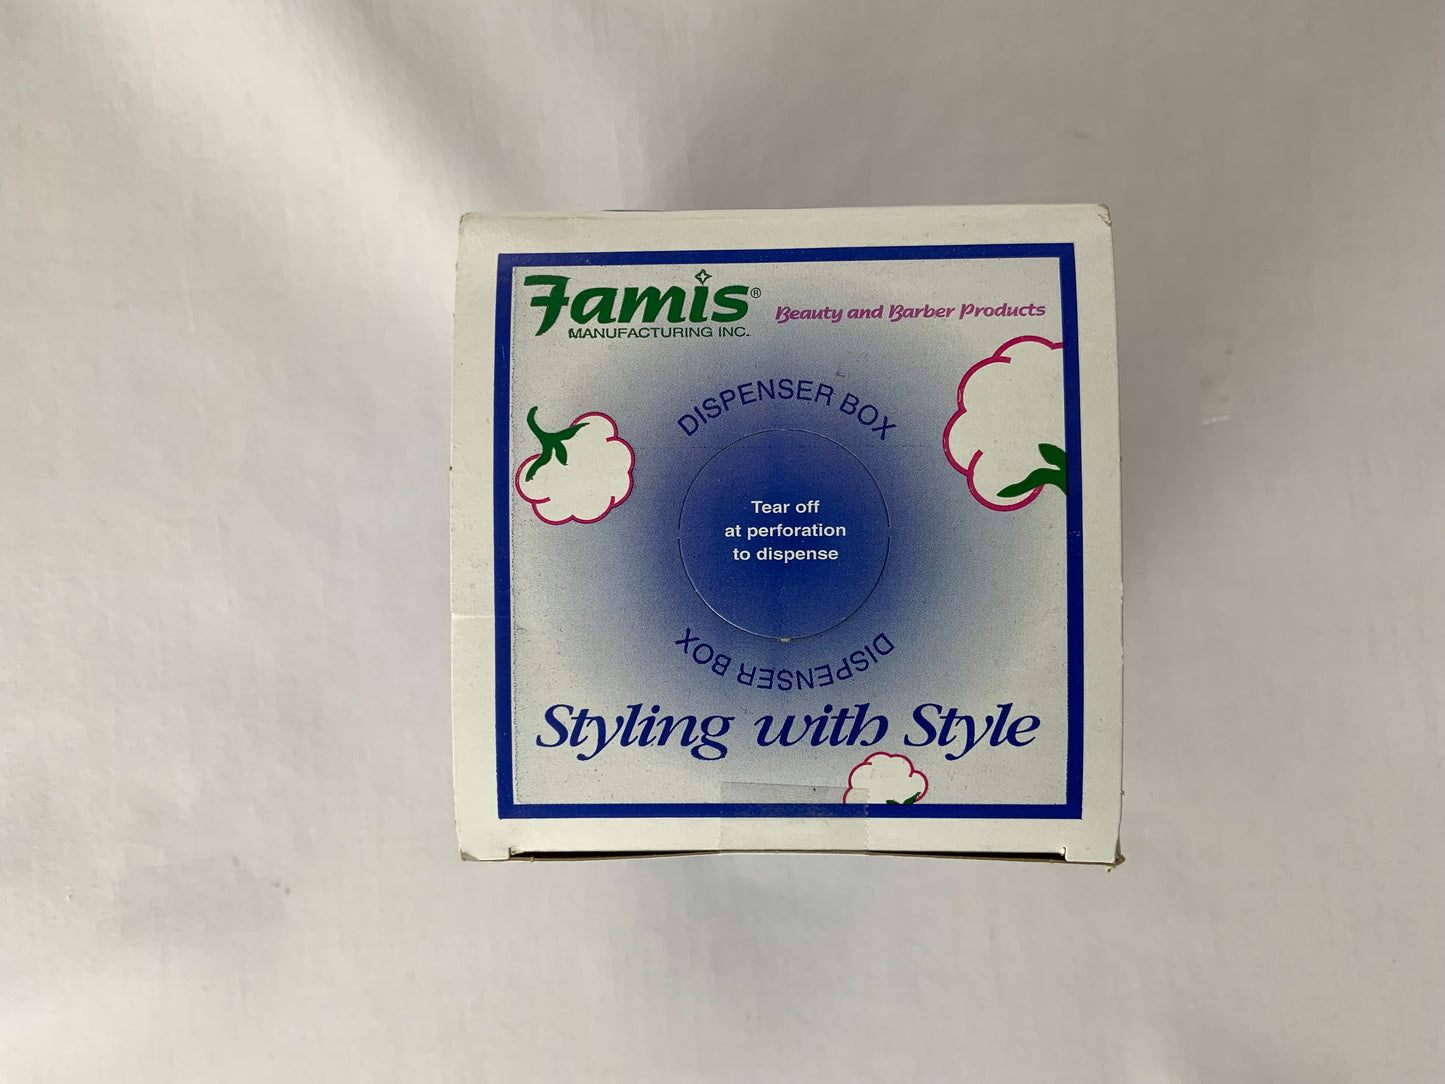 Famis®
MANUFACTURING INC.
Beauty and Barber Products
DISPENSER BOX
Tear off
at perforation
to dispense
DISPENSER BOX
Styling with Style